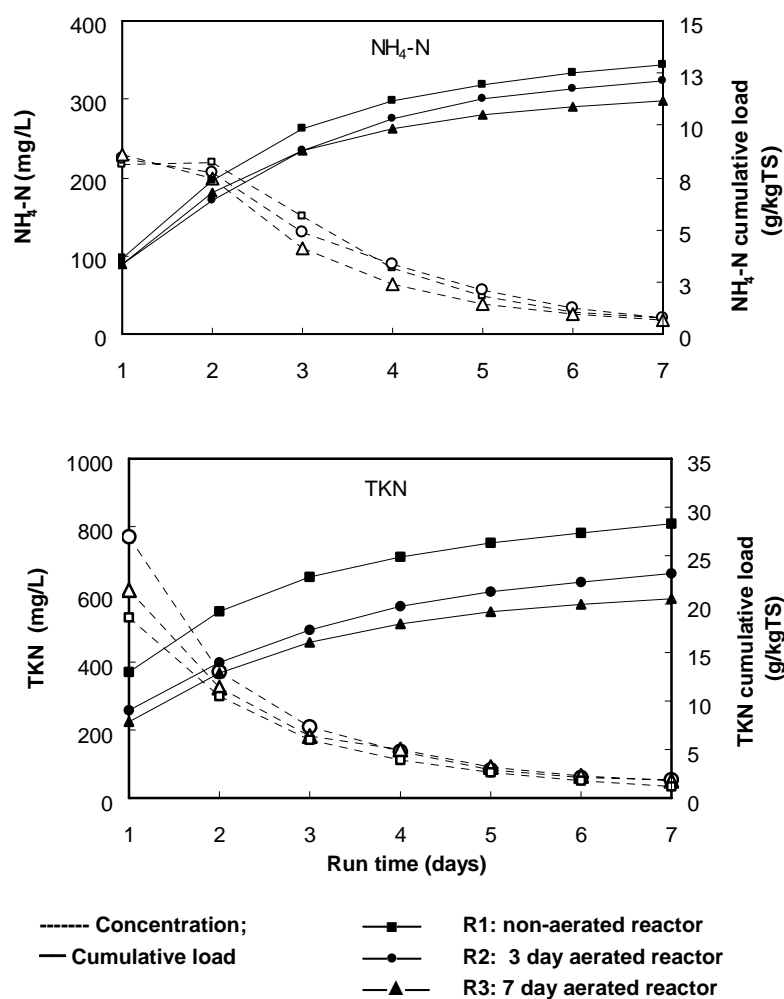 NH4-N
NH4-N (mg/L)
400
300
200
100
0
15
13
10
8
5
3
0
NH4-N cumulative load
(g/kgTS)
1 2 3 4 5 6 7
TKN
TKN (mg/L)
1000
800
600
400
200
0
35
30
25
20
15
10
5
0
TKN cumulative load
(g/kgTS)
1 2 3 4 5 6 7
Run time (days)
------- Concentration;
Cumulative load
R1: non-aerated reactor
R2: 3 day aerated reactor
R3: 7 day aerated reactor